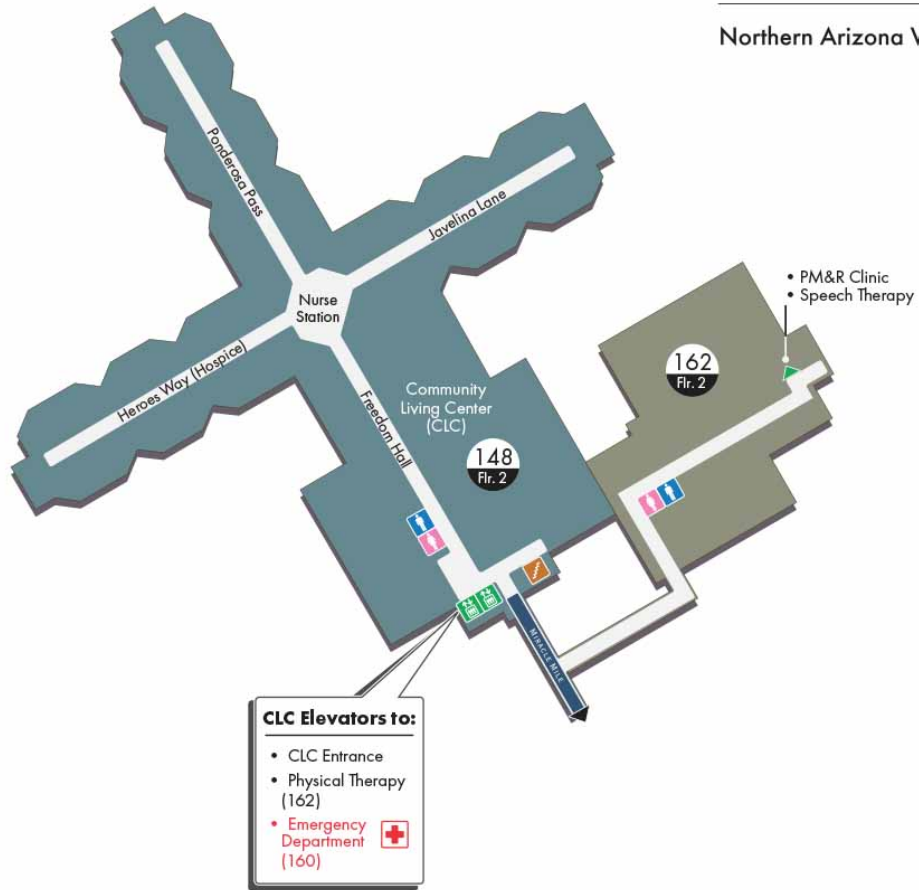 Northern Arizona V
Ponderosa Pass
Javelina Lane
• PM&R Clinic
• Speech Therapy
Nurse
Station
162
Flr. 2
Heroes Way (Hospice)
Freedom Hall
Community
Living Center
(CLC)
148
Flr. 2
MIRACLE MILE
CLC Elevators to:
• CLC Entrance
• Physical Therapy
(162)
• Emergency
Department
(160)